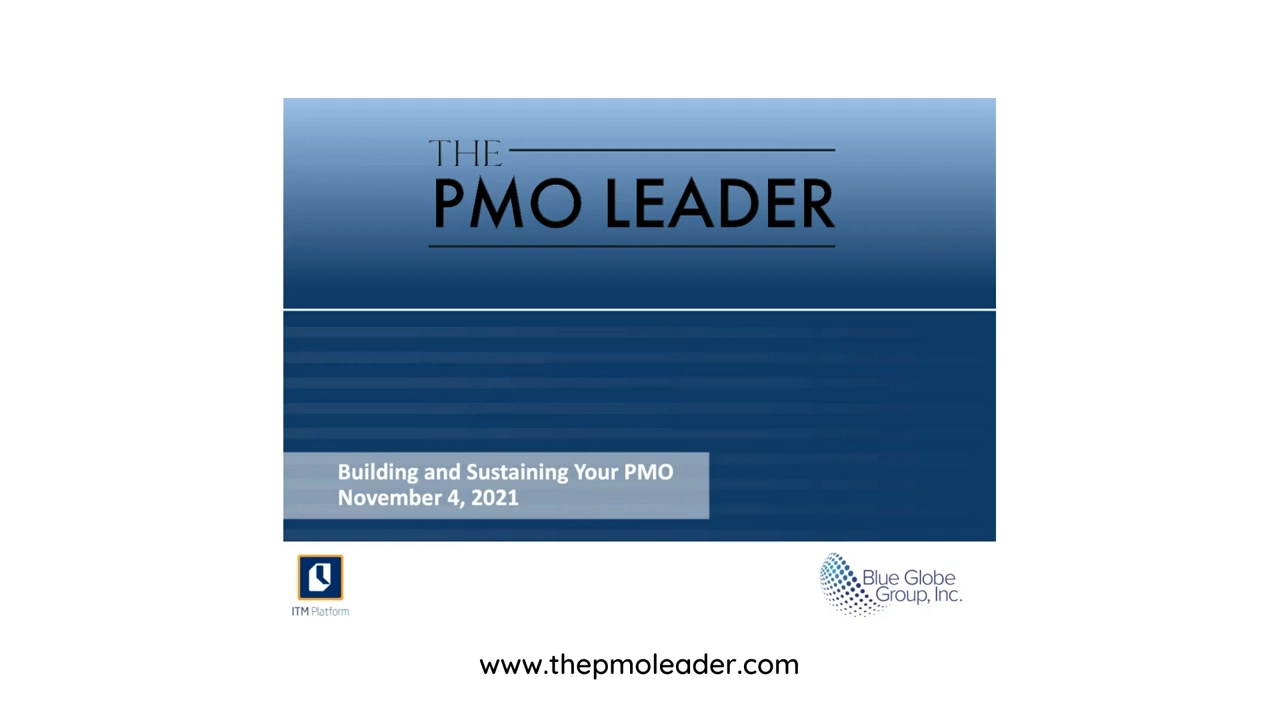 THE
PMO LEADER
Building and Sustaining Your PMO
November 4, 2021
ITM Platform
Blue Globe
Group, Inc.
www.thepmoleader.com